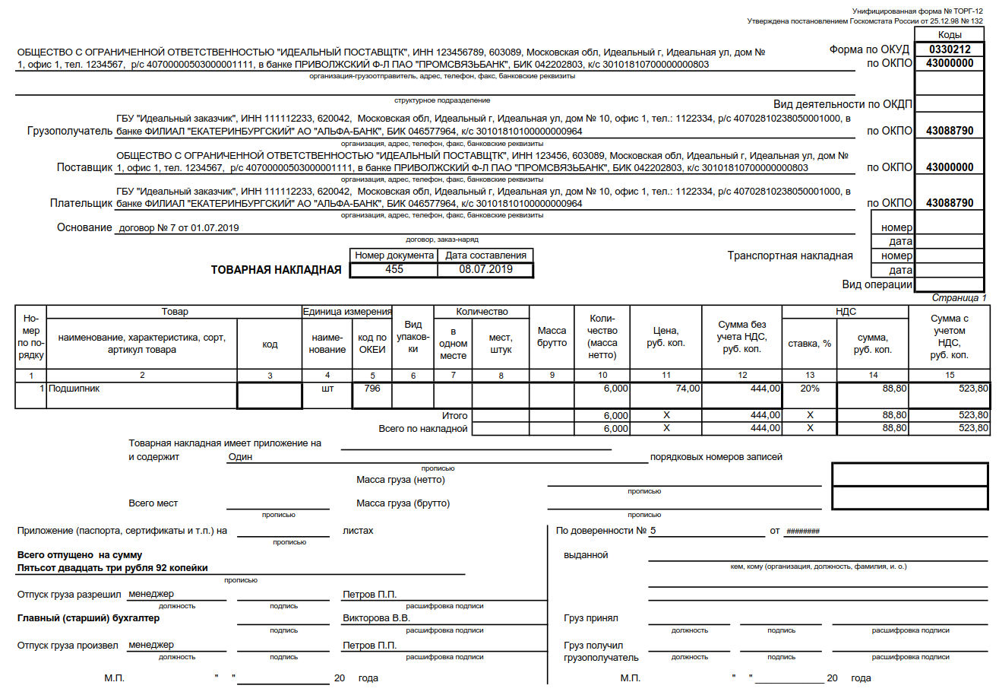 Унифицированная форма № ТОРГ-12
Утверждена постановлением Госкомстата России от 25.12.98 № 132
Коды
Форма по ОКУД 0330212
ОБЩЕСТВО С ОГРАНИЧЕННОЙ ОТВЕТСТВЕННОСТЬЮ "ИДЕАЛЬНЫЙ ПОСТАВЩТК", ИНН 123456789, 603089, Московская обл, Идеальный г, Идеальная ул, дом №
1, офис 1, тел. 1234567, р/с 40700000503000001111, в банке ПРИВОЛЖСКИЙ Ф-Л ПАО "ПРОМСВЯЗЬБАНК", БИК 042202803, к/с 30101810700000000803 по ОКПО 43000000
организация-грузоотправитель, адрес, телефон, факс, банковские реквизиты
структурное подразделение
Вид деятельности по ОКДП
ГБУ "Идеальный заказчик", ИНН 111112233, 620042, Московская обл, Идеальный г, Идеальная ул, дом № 10, офис 1, тел.: 1122334, р/с 40702810238050001000, в
Грузополучатель банке ФИЛИАЛ "ЕКАТЕРИНБУРГСКИЙ" АО "АЛЬФА-БАНК", БИК 046577964, к/с 30101810100000000964 по ОКПО 43088790
организация, адрес, телефон, факс, банковские реквизиты
ОБЩЕСТВО С ОГРАНИЧЕННОЙ ОТВЕТСТВЕННОСТЬЮ "ИДЕАЛЬНЫЙ ПОСТАВЩТК", ИНН 123456, 603089, Московская обл, Идеальный г, Идеальная ул, дом №
Поставщик 1, офис 1, тел. 1234567, р/с 40700000503000001111, в банке ПРИВОЛЖСКИЙ Ф-Л ПАО "ПРОМСВЯЗЬБАНК", БИК 042202803, к/с 30101810700000000803 по ОКПО 43000000
организация, адрес, телефон, факс, банковские реквизиты
ГБУ "Идеальный заказчик", ИНН 111112233, 620042, Московская обл, Идеальный г, Идеальная ул, дом № 10, офис 1, тел.: 1122334, р/с 40702810238050001000, в
Плательщик банке ФИЛИАЛ "ЕКАТЕРИНБУРГСКИЙ" АО "АЛЬФА-БАНК", БИК 046577964, к/с 30101810100000000964 по ОКПО 43088790
организация, адрес, телефон, факс, банковские реквизиты
Основание договор № 7 от 01.07.2019 номер
договор, заказ-наряд дата
Номер документа Дата составления Транспортная накладная номер
ТОВАРНАЯ НАКЛАДНАЯ 455 08.07.2019 дата
Вид операции
Страница 1
Но-
мер
по по-
рядку
Товар
наименование, характеристика, сорт,
артикул товара
код
Единица измерения
наиме-
нование
код по
ОКЕИ
Вид
упаков-
ки
Количество
в
одном
месте
мест,
штук
Масса
брутто
Коли-
чество
(масса
нетто)
Цена,
руб. коп.
Сумма без
учета НДС,
руб. коп.
НДС
ставка, %
сумма,
руб. коп.
Сумма с
учетом
НДС,
руб. коп.
1 2 3 4 5 6 7 8 9 10 11 12 13 14 15
1 Подшипник шт 796 6,000 74,00 444,00 20% 88,80 523,80
Итого 6,000 X 444,00 X 88,80 523,80
Всего по накладной 6,000 X 444,00 X 88,80 523,80
Товарная накладная имеет приложение на
и содержит Один порядковых номеров записей
прописью
Масса груза (нетто)
прописью
Всего мест Масса груза (брутто)
прописью прописью
Приложение (паспорта, сертификаты и т.п.) на листах
прописью
Всего отпущено на сумму
Пятьсот двадцать три рубля 92 копейки
прописью
Отпуск груза разрешил менеджер Петров П.П.
должность подпись расшифровка подписи
Главный (старший) бухгалтер Викторова В.В.
подпись расшифровка подписи
Отпуск груза произвел менеджер Петров П.П.
должность подпись расшифровка подписи
М.П. " " 20 года
По доверенности № 5 от ########
выданной
кем, кому (организация, должность, фамилия, и. о.)
Груз принял
должность подпись расшифровка подписи
Груз получил
грузополучатель должность подпись расшифровка подписи
М.П. " " 20 года